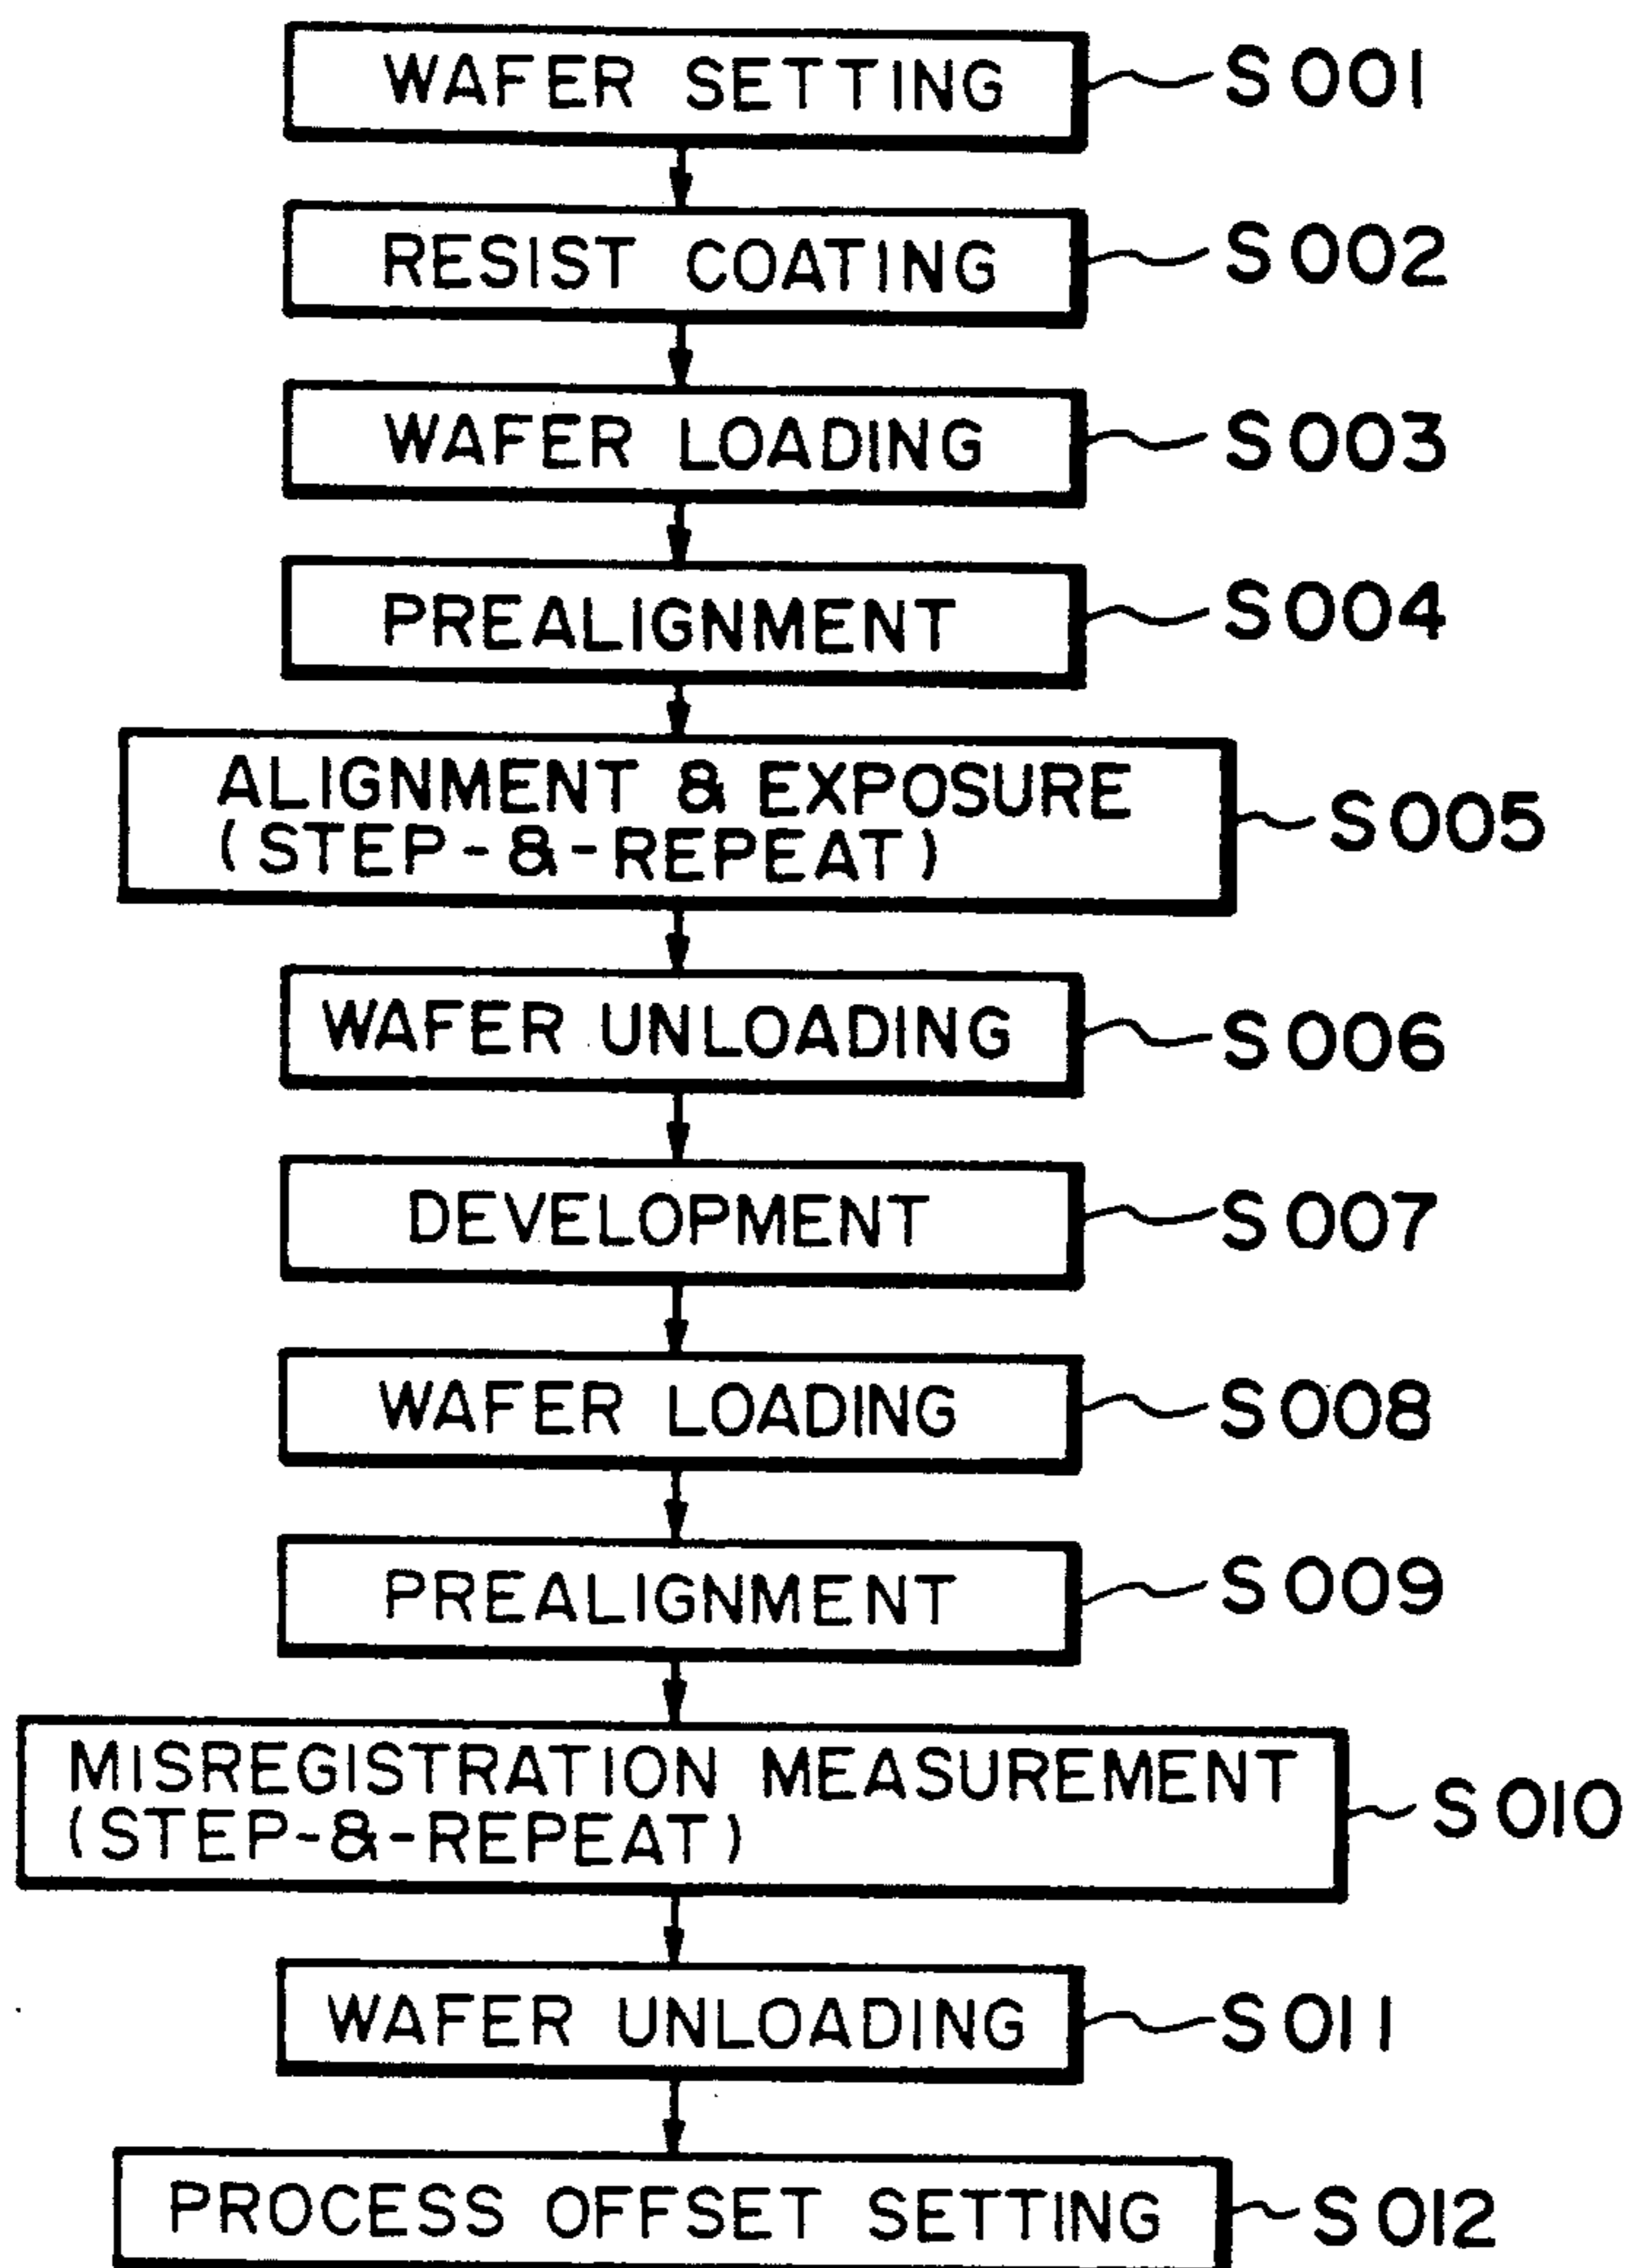 WAFER SETTING S001
RESIST COATING S002
WAFER LOADING S003
PREALIGNMENT S004
ALIGNMENT & EXPOSURE
(STEP-&-REPEAT) S005
WAFER UNLOADING S006
DEVELOPMENT S007
WAFER LOADING S008
PREALIGNMENT S009
MISREGISTRATION MEASUREMENT
(STEP-&-REPEAT) S010
WAFER UNLOADING S011
PROCESS OFFSET SETTING S012